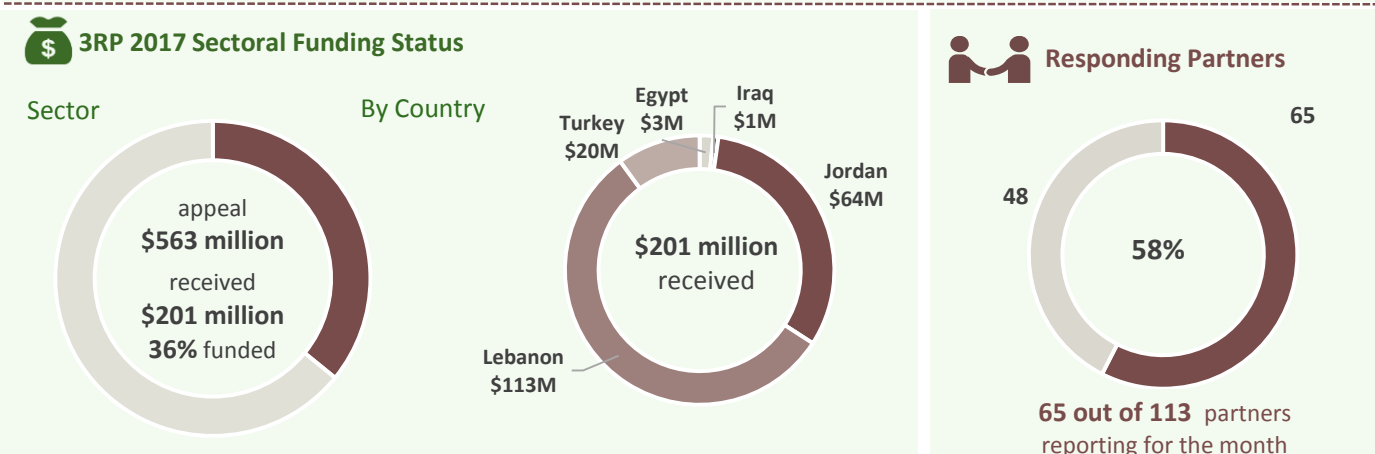 $
3RP 2017 Sectoral Funding Status
Sector
appeal
$563 million
received
$201 million
36% funded
By Country
Egypt
$3M
Iraq
$1M
Turkey
$20M
Jordan
$64M
$201 million
received
Lebanon
$113M
Responding Partners
65
48
58%
65 out of 113 partners
reporting for the month